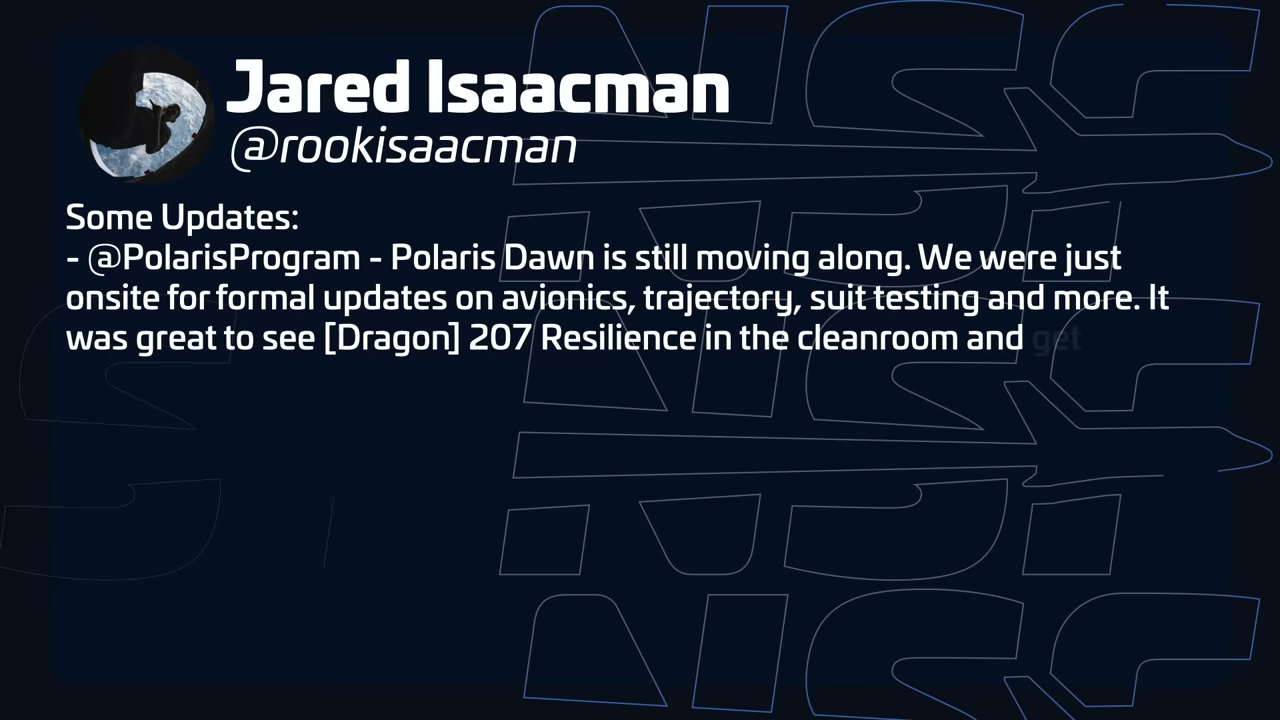 Jared Isaacman
@rookisaacman
Some Updates:
- @PolarisProgram - Polaris Dawn is still moving along. We were just
onsite for formal updates on avionics, trajectory, suit testing and more. It
was great to see [Dragon] 207 Resilience in the cleanroom and get